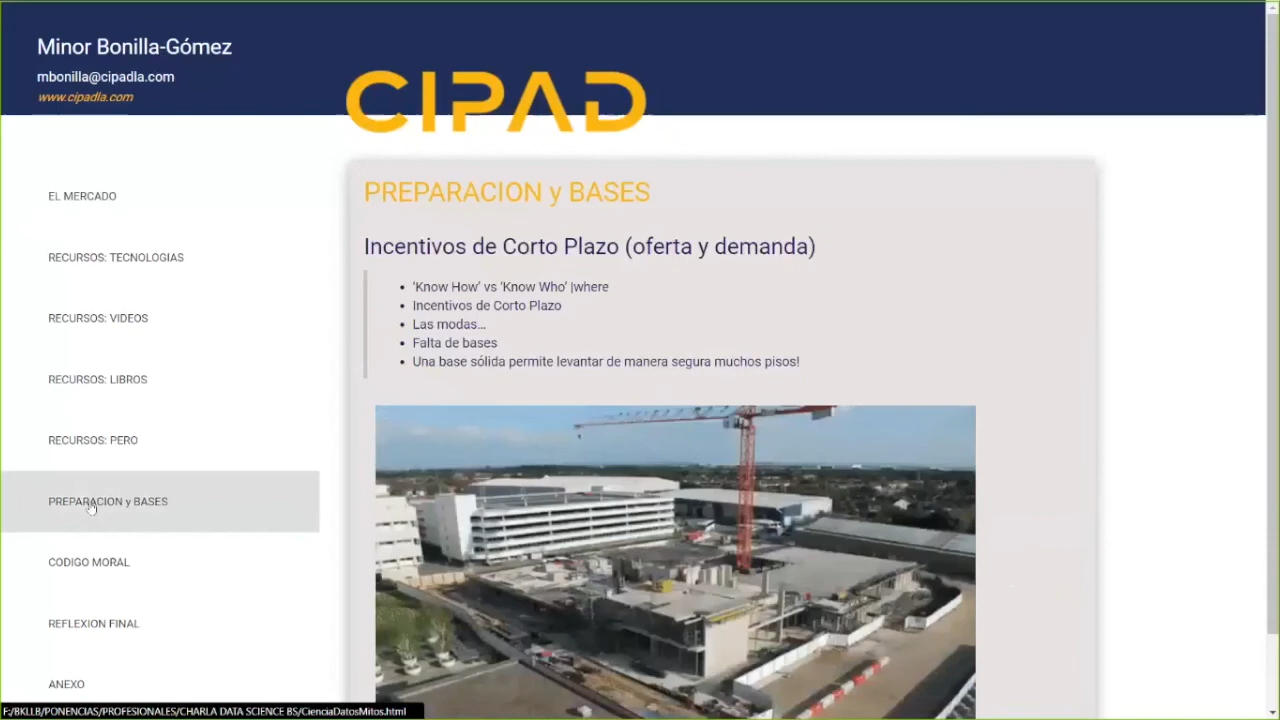 Minor Bonilla-Gómez
mbonilla@cipadla.com
www.cipadla.com
CIPAD
EL MERCADO
RECURSOS: TECNOLOGIAS
RECURSOS: VIDEOS
RECURSOS: LIBROS
RECURSOS: PERO
PREPARACION y BASES
CODIGO MORAL
REFLEXION FINAL
ANEXO
PREPARACION y BASES
Incentivos de Corto Plazo (oferta y demanda)
• 'Know How' vs 'Know Who' |where
• Incentivos de Corto Plazo
• Las modas...
• Falta de bases
• Una base sólida permite levantar de manera segura muchos pisos!
F:/BKLLB/PONENCIAS/PROFESIONALES/CHARLA DATA SCIENCE BS/CienciaDatosMitos.html